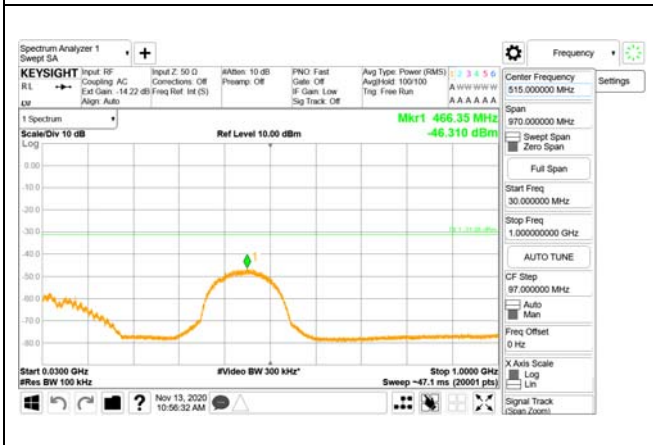 Spectrum Analyzer 1
Swept SA
+
Frequency
KEYSIGHT
Input: RF
Coupling: AC
Ext Gain: -14.22 dB
Align: Auto
Input Z: 50 Ω
Corrections: Off
Freq Ref: Int (S)
#Atten: 10 dB
Preamp: Off
PNO: Fast
Gate: Off
IF Gain: Low
Sig Track: Off
Avg Type: Power (RMS)
Avg|Hold: 100/100
Trig: Free Run
1 2 3 4 5 6
A W W W W W
A A A A A A
RL
1 Spectrum
Scale/Div 10 dB
Ref Level 10.00 dBm
Mkr1 466.35 MHz
-46.310 dBm
Log
0.00
-10.0
-20.0
-30.0
-40.0
-50.0
-60.0
-70.0
-80.0
1
Start 0.0300 GHz
#Res BW 100 kHz
#Video BW 300 kHz*
Stop 1.0000 GHz
Sweep ~47.1 ms (20001 pts)
Nov 13, 2020
10:56:32 AM
?
Center Frequency
515.000000 MHz
Settings
Span
970.000000 MHz
Swept Span
Zero Span
Full Span
Start Freq
30.000000 MHz
Stop Freq
1.000000000 GHz
AUTO TUNE
CF Step
97.000000 MHz
Auto
Man
Freq Offset
0 Hz
X Axis Scale
Log
Lin
Signal Track
(Span Zoom)